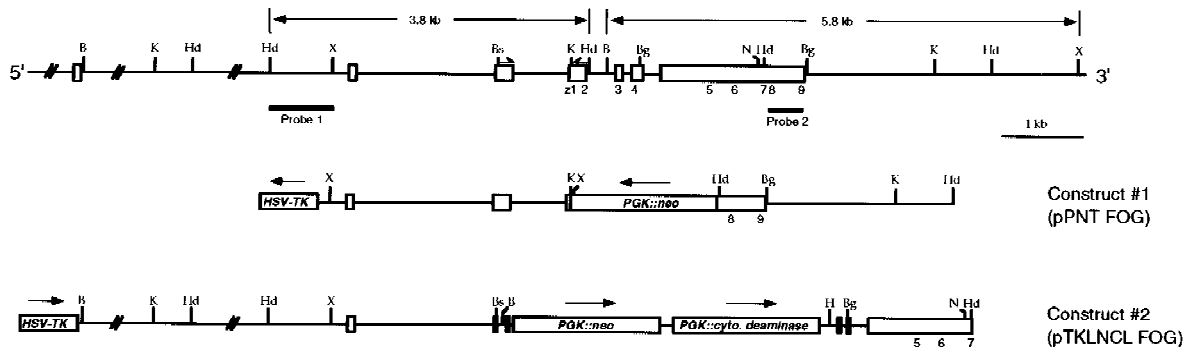 3.8 kb 5.8 kb
B K Hd Hd X Bs K Hd B Bg N Hd Bg K Hd X
5' 3'
z1 2 3 4 5 6 7 8 9
Probe 1 Probe 2
1 kb
X K X Hd Bg K Hd
HSV-TK PGK::neo Construct #1
8 9 (pPNT FOG)
B K Hd Hd X Bs B H Bg N Hd
HSV-TK PGK::neo PGK::cyto. deaminase Construct #2
5 6 7 (pTKLNCL FOG)